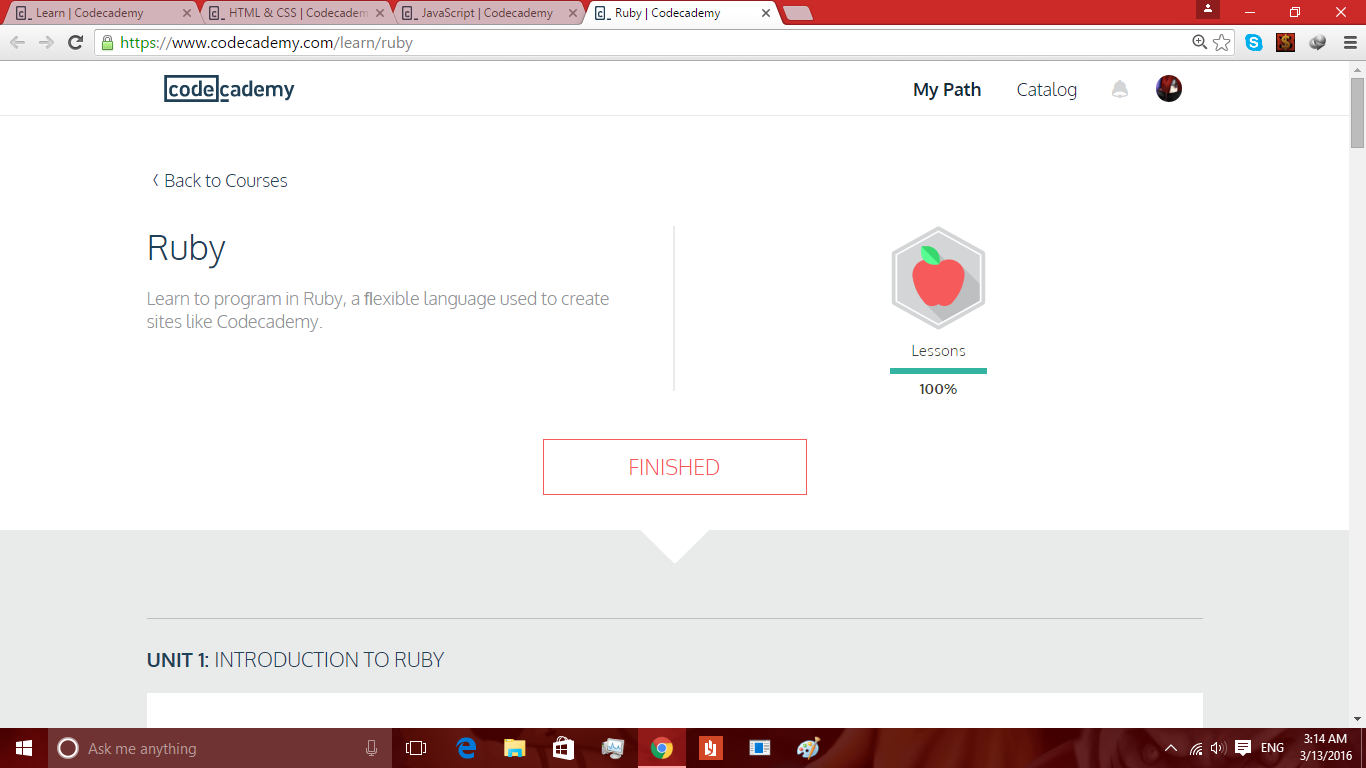 Learn | Codecademy
HTML & CSS | Codecadem
JavaScript | Codecademy
Ruby | Codecademy
https://www.codecademy.com/learn/ruby
codecademy
My Path
Catalog
Back to Courses
Ruby
Learn to program in Ruby, a flexible language used to create
sites like Codecademy.
Lessons
100%
FINISHED
UNIT 1: INTRODUCTION TO RUBY
Ask me anything
ENG
3:14 AM
3/13/2016